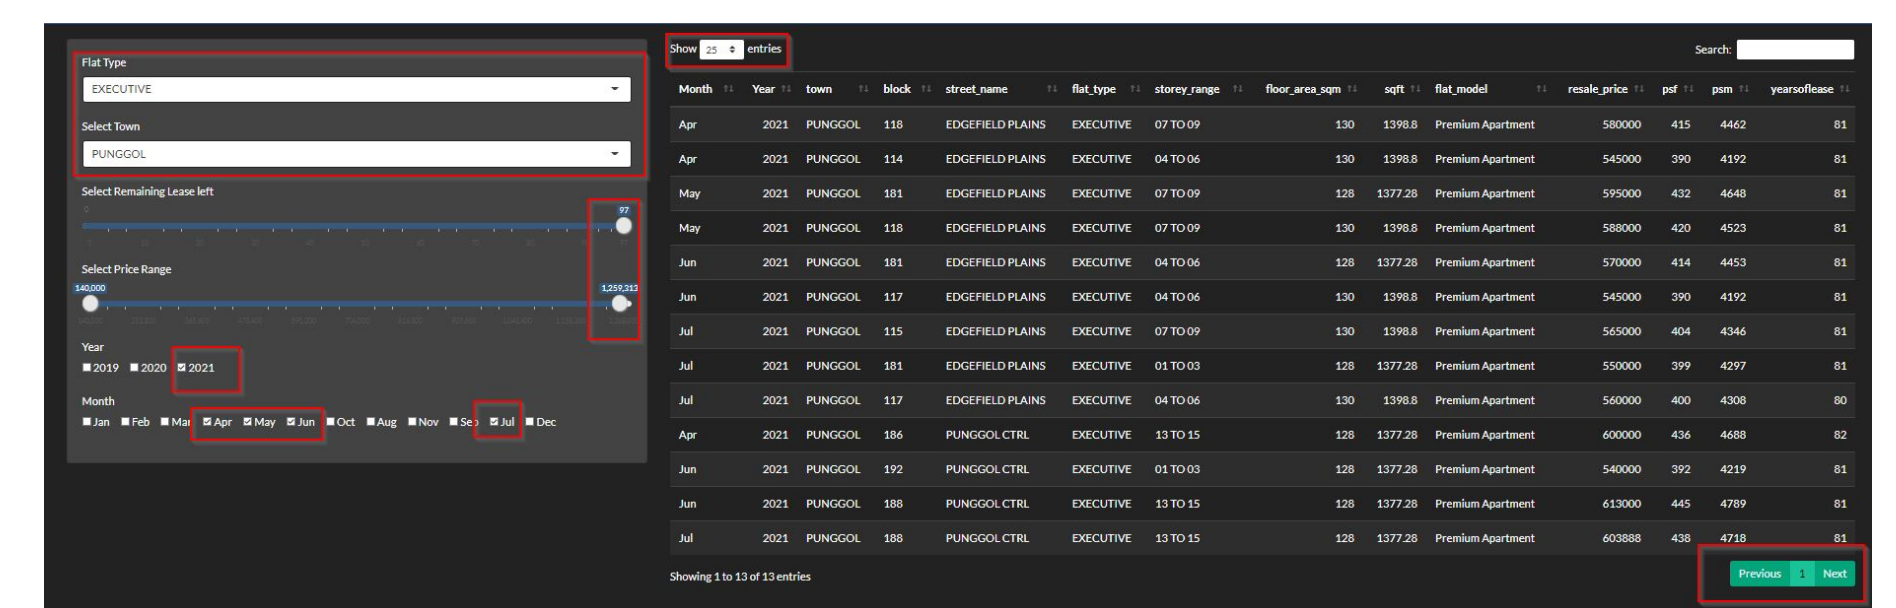 Flat Type
EXECUTIVE
Select Town
PUNGGOL
Select Remaining Lease left
0 97
Select Price Range
140,000 1,259,313
Year
2019 2020 2021
Month
Jan Feb Mar Apr May Jun Oct Aug Nov Sep Jul Dec
Show 25 entries
Search:
Month Year town block street_name flat_type storey_range floor_area_sqm sqft flat_model resale_price psf psm yearsoflease
Apr 2021 PUNGGOL 118 EDGEFIELD PLAINS EXECUTIVE 07 TO 09 130 1398.8 Premium Apartment 580000 415 4462 81
Apr 2021 PUNGGOL 114 EDGEFIELD PLAINS EXECUTIVE 04 TO 06 130 1398.8 Premium Apartment 545000 390 4192 81
May 2021 PUNGGOL 181 EDGEFIELD PLAINS EXECUTIVE 07 TO 09 128 1377.28 Premium Apartment 595000 432 4648 81
May 2021 PUNGGOL 118 EDGEFIELD PLAINS EXECUTIVE 07 TO 09 130 1398.8 Premium Apartment 588000 420 4523 81
Jun 2021 PUNGGOL 181 EDGEFIELD PLAINS EXECUTIVE 04 TO 06 128 1377.28 Premium Apartment 570000 414 4453 81
Jun 2021 PUNGGOL 117 EDGEFIELD PLAINS EXECUTIVE 04 TO 06 130 1398.8 Premium Apartment 545000 390 4192 81
Jul 2021 PUNGGOL 115 EDGEFIELD PLAINS EXECUTIVE 07 TO 09 130 1398.8 Premium Apartment 565000 404 4346 81
Jul 2021 PUNGGOL 181 EDGEFIELD PLAINS EXECUTIVE 01 TO 03 128 1377.28 Premium Apartment 550000 399 4297 81
Jul 2021 PUNGGOL 117 EDGEFIELD PLAINS EXECUTIVE 04 TO 06 130 1398.8 Premium Apartment 560000 400 4308 80
Apr 2021 PUNGGOL 186 PUNGGOL CTRL EXECUTIVE 13 TO 15 128 1377.28 Premium Apartment 600000 436 4688 82
Jun 2021 PUNGGOL 192 PUNGGOL CTRL EXECUTIVE 01 TO 03 128 1377.28 Premium Apartment 540000 392 4219 81
Jun 2021 PUNGGOL 188 PUNGGOL CTRL EXECUTIVE 13 TO 15 128 1377.28 Premium Apartment 613000 445 4789 81
Jul 2021 PUNGGOL 188 PUNGGOL CTRL EXECUTIVE 13 TO 15 128 1377.28 Premium Apartment 603888 438 4718 81
Showing 1 to 13 of 13 entries
Previous 1 Next